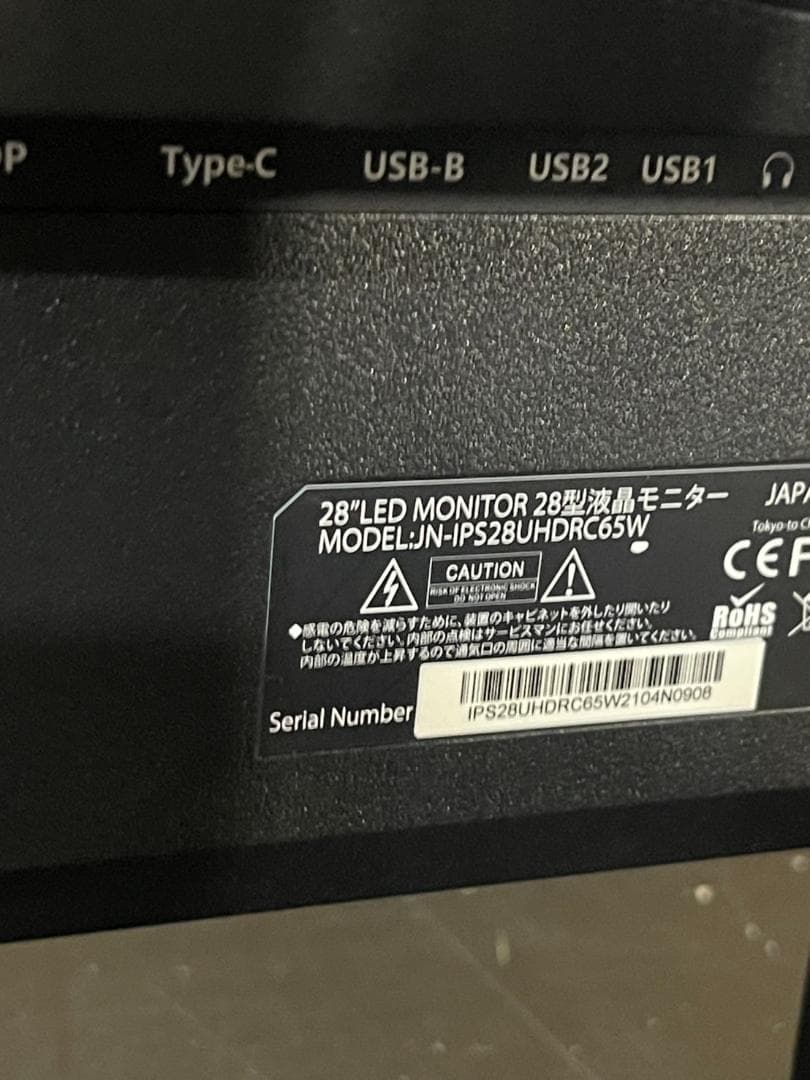 DP Type-C USB-B USB2 USB1
28"LED MONITOR 28型液晶モニター
MODEL:JN-IPS28UHDRC65W
JAPA
Tokyo-to C
CAUTION
RISK OF ELECTRONIC SHOCK
DO NOT OPEN
CE F
RoHS
Compliant
◆感電の危険を減らすために、装置のキャビネットを外したり開いたり
しないでください。内部の点検はサービスマンにお任せください。
内部の温度が上昇するので通気口の周囲に適当な間隔を置いてください。
Serial Number
IPS28UHDRC65W2104N0908